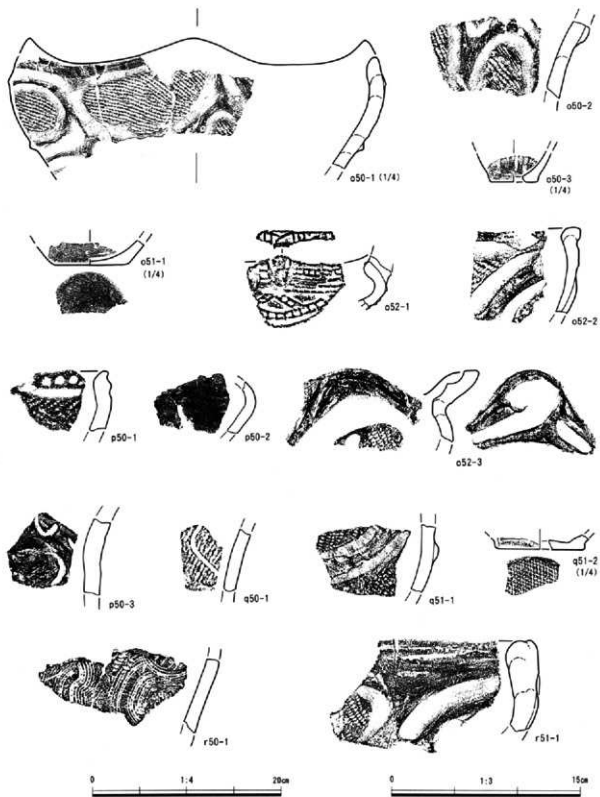 o50-1 (1/4)
o50-2
o50-3
(1/4)
o51-1
(1/4)
o52-1
o52-2
p50-1
p50-2
o52-3
p50-3
q50-1
q51-1
q51-2
(1/4)
r50-1
r51-1
0 1:4 20cm
0 1:3 15cm